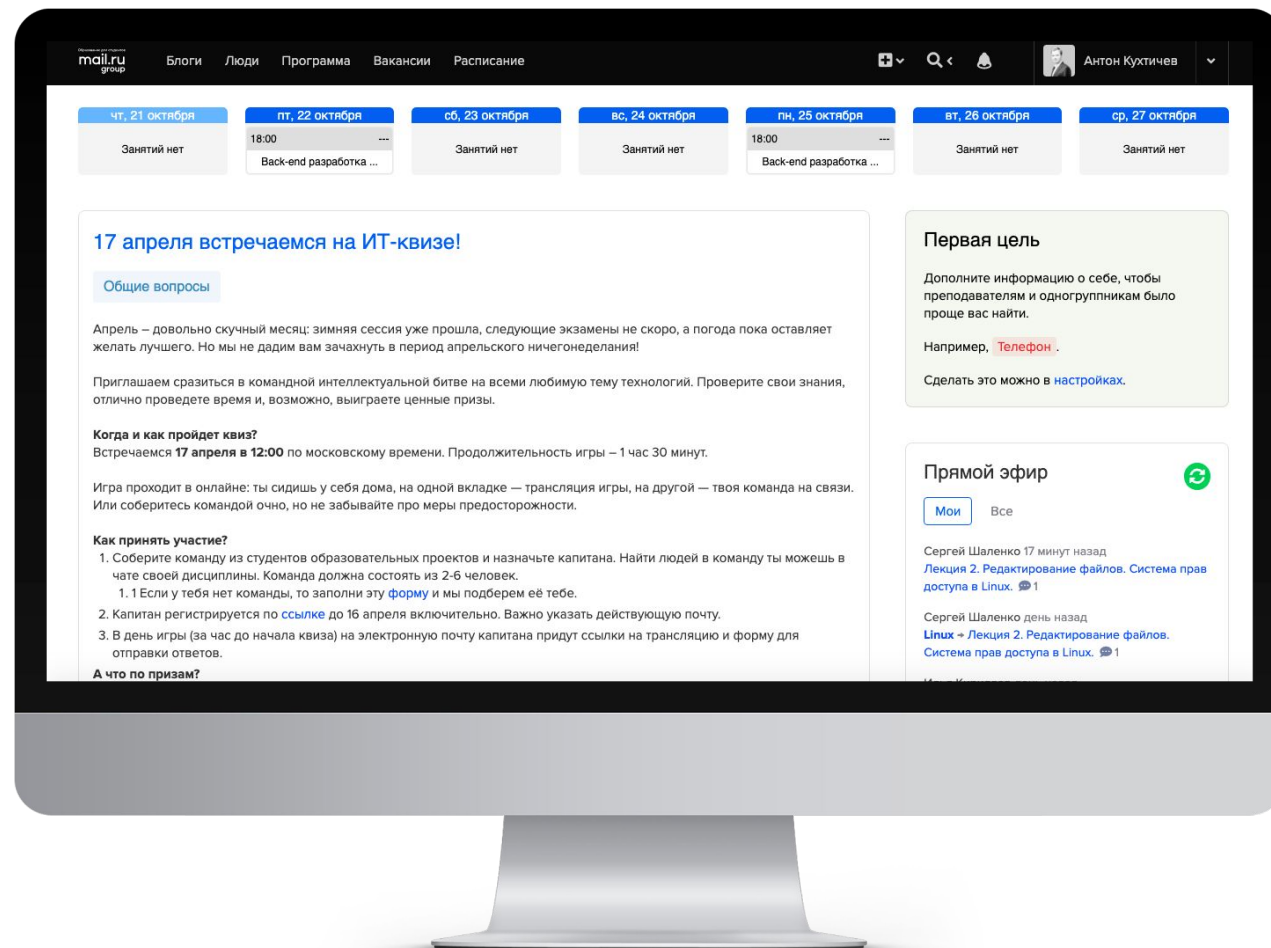 Образование для студентов
mail.ru
group
Блоги Люди Программа Вакансии Расписание
Антон Кухтичев
чт, 21 октября
Занятий нет
пт, 22 октября
18:00 ---
Back-end разработка ...
сб, 23 октября
Занятий нет
вс, 24 октября
Занятий нет
пн, 25 октября
18:00 ---
Back-end разработка ...
вт, 26 октября
Занятий нет
ср, 27 октября
Занятий нет
17 апреля встречаемся на ИТ-квизе!
Общие вопросы
Апрель – довольно скучный месяц: зимняя сессия уже прошла, следующие экзамены не скоро, а погода пока оставляет
желать лучшего. Но мы не дадим вам зачахнуть в период апрельского ничегонеделания!
Приглашаем сразиться в командной интеллектуальной битве на всеми любимую тему технологий. Проверите свои знания,
отлично проведете время и, возможно, выиграете ценные призы.
Когда и как пройдет квиз?
Встречаемся 17 апреля в 12:00 по московскому времени. Продолжительность игры – 1 час 30 минут.
Игра проходит в онлайне: ты сидишь у себя дома, на одной вкладке — трансляция игры, на другой — твоя команда на связи.
Или соберитесь командой очно, но не забывайте про меры предосторожности.
Как принять участие?
1. Соберите команду из студентов образовательных проектов и назначьте капитана. Найти людей в команду ты можешь в
чате своей дисциплины. Команда должна состоять из 2-6 человек.
1. 1 Если у тебя нет команды, то заполни эту форму и мы подберем её тебе.
2. Капитан регистрируется по ссылке до 16 апреля включительно. Важно указать действующую почту.
3. В день игры (за час до начала квиза) на электронную почту капитана придут ссылки на трансляцию и форму для
отправки ответов.
А что по призам?
Первая цель
Дополните информацию о себе, чтобы
преподавателям и одногруппникам было
проще вас найти.
Например, Телефон .
Сделать это можно в настройках.
Прямой эфир
Мои Все
Сергей Шаленко 17 минут назад
Лекция 2. Редактирование файлов. Система прав
доступа в Linux. 1
Сергей Шаленко день назад
Linux → Лекция 2. Редактирование файлов.
Система прав доступа в Linux. 1